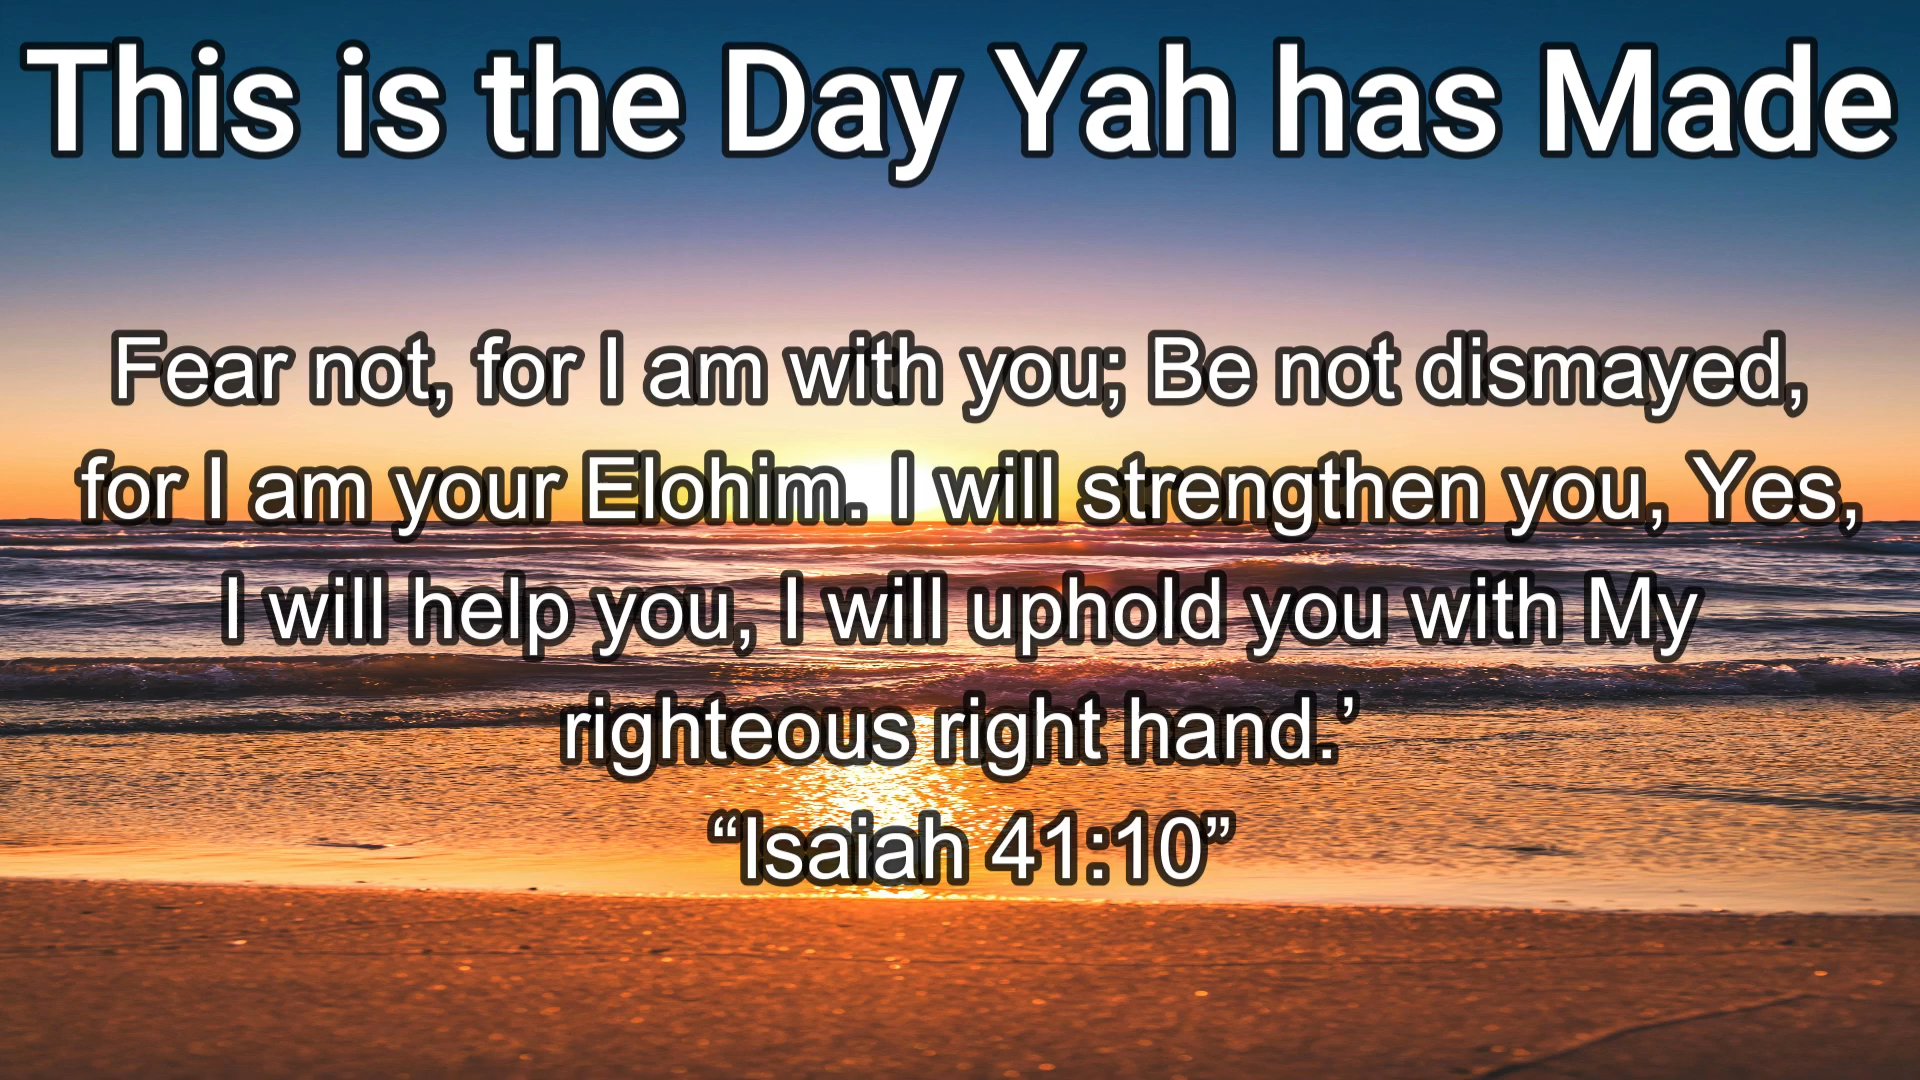 This is the Day Yah has Made
Fear not, for I am with you; Be not dismayed,
for I am your Elohim. I will strengthen you, Yes,
I will help you, I will uphold you with My
righteous right hand.’
“Isaiah 41:10”